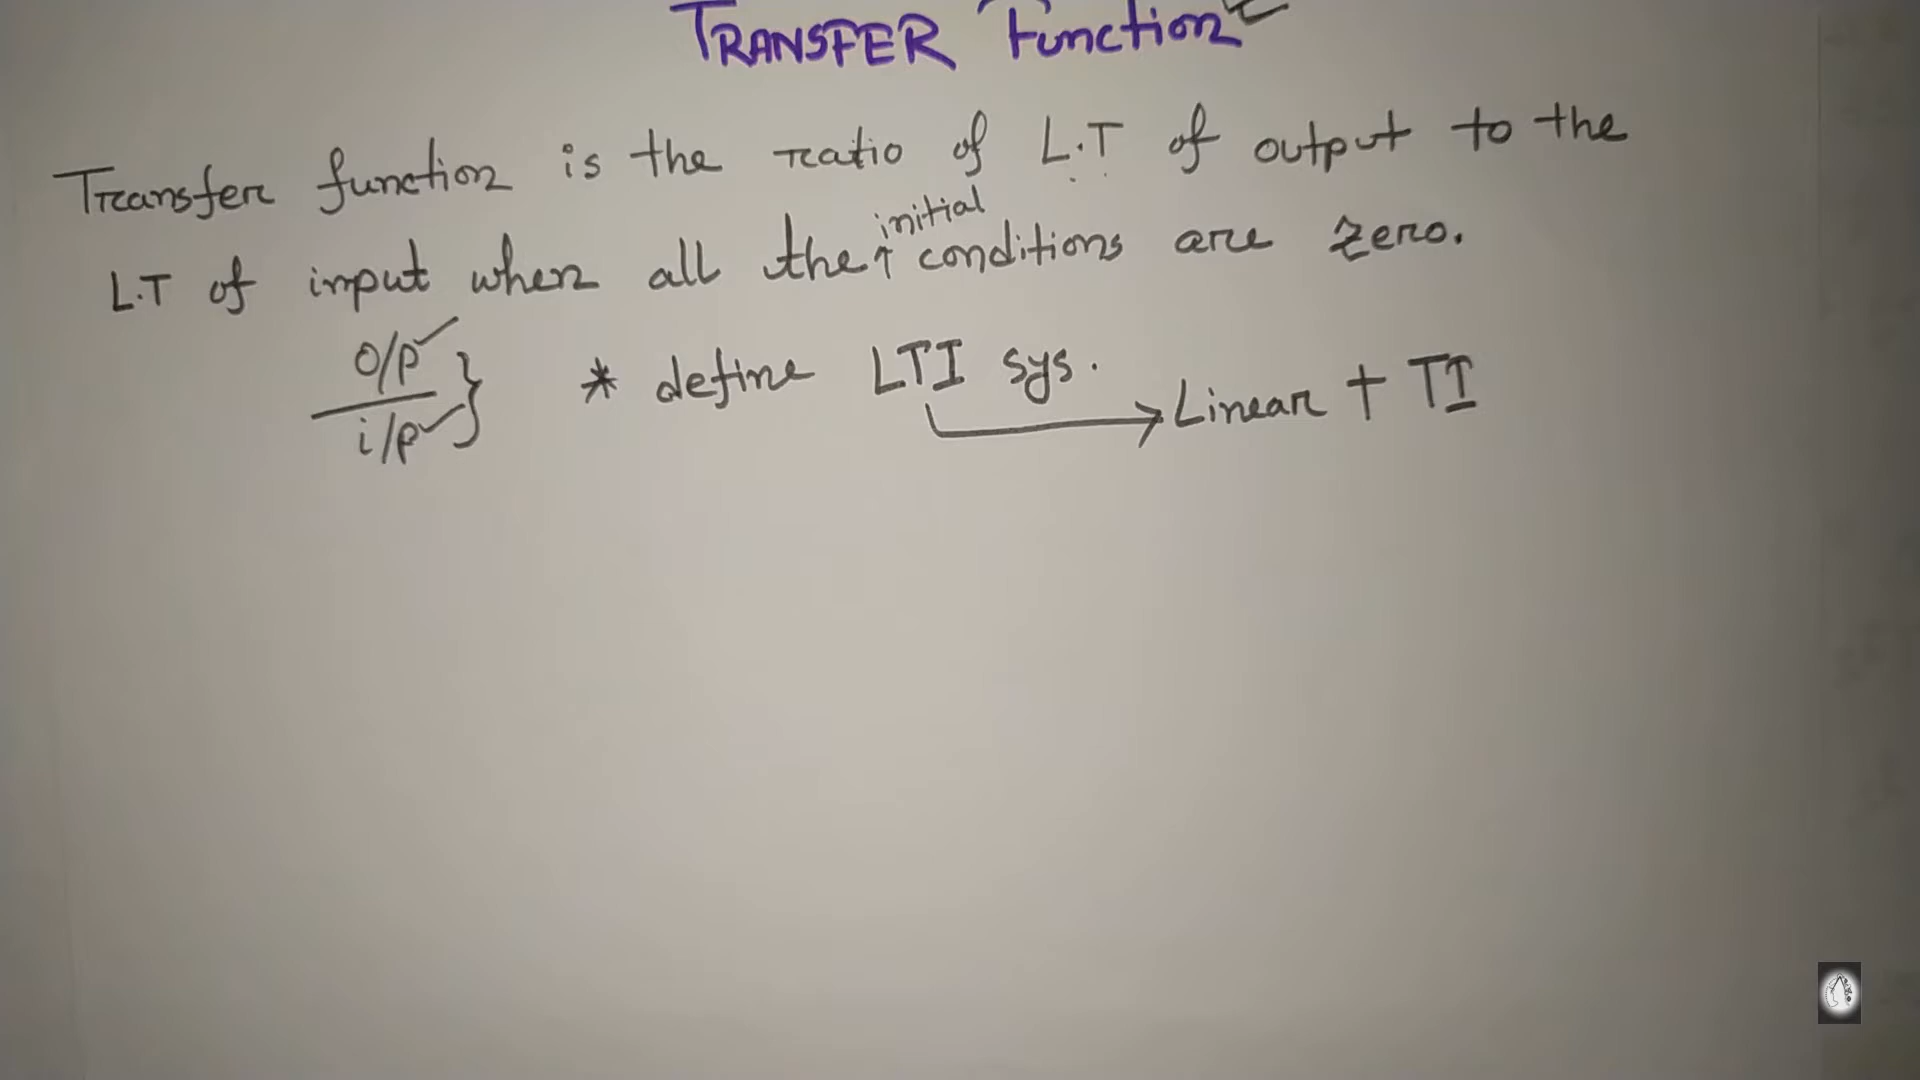 TRANSFER Function
Transfer function is the ratio of L.T of output to the
initial
L.T of input when all the conditions are zero.
o/p
i/p
* define LTI sys.
Linear + TI